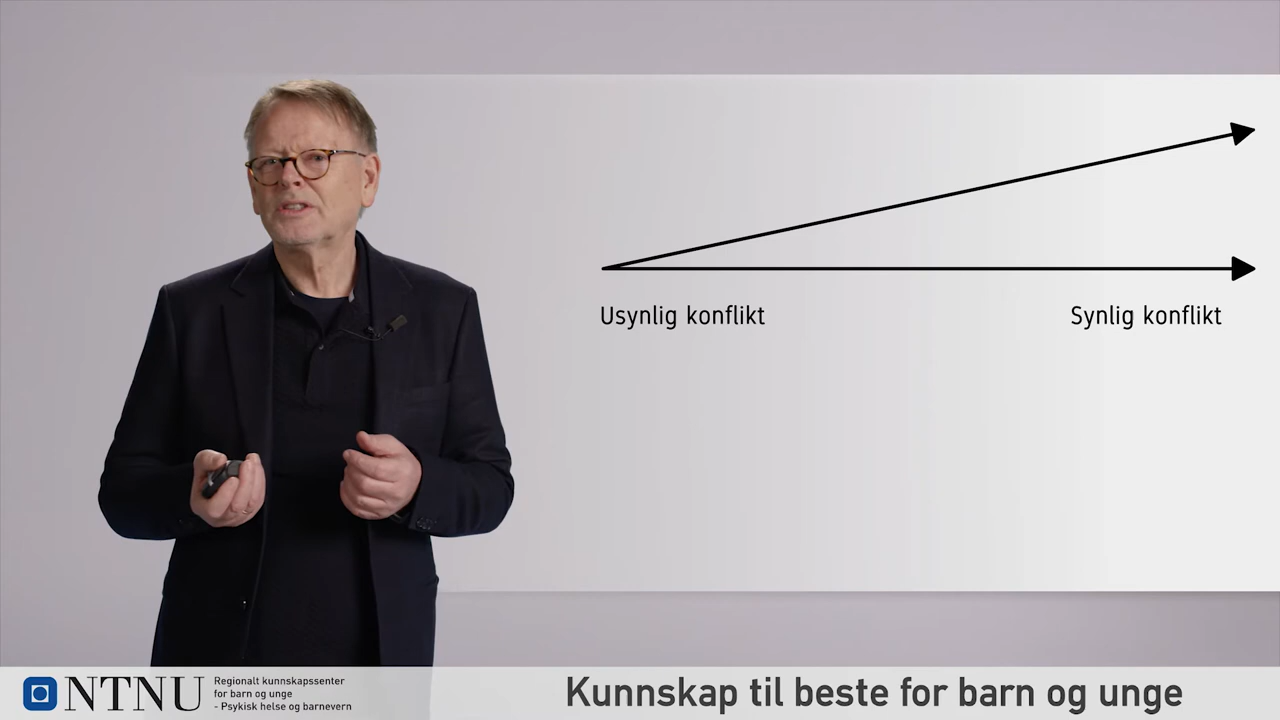 Usynlig konflikt
Synlig konflikt
NTNU
Regionalt kunnskapssenter
for barn og unge
- Psykisk helse og barnevern
Kunnskap til beste for barn og unge